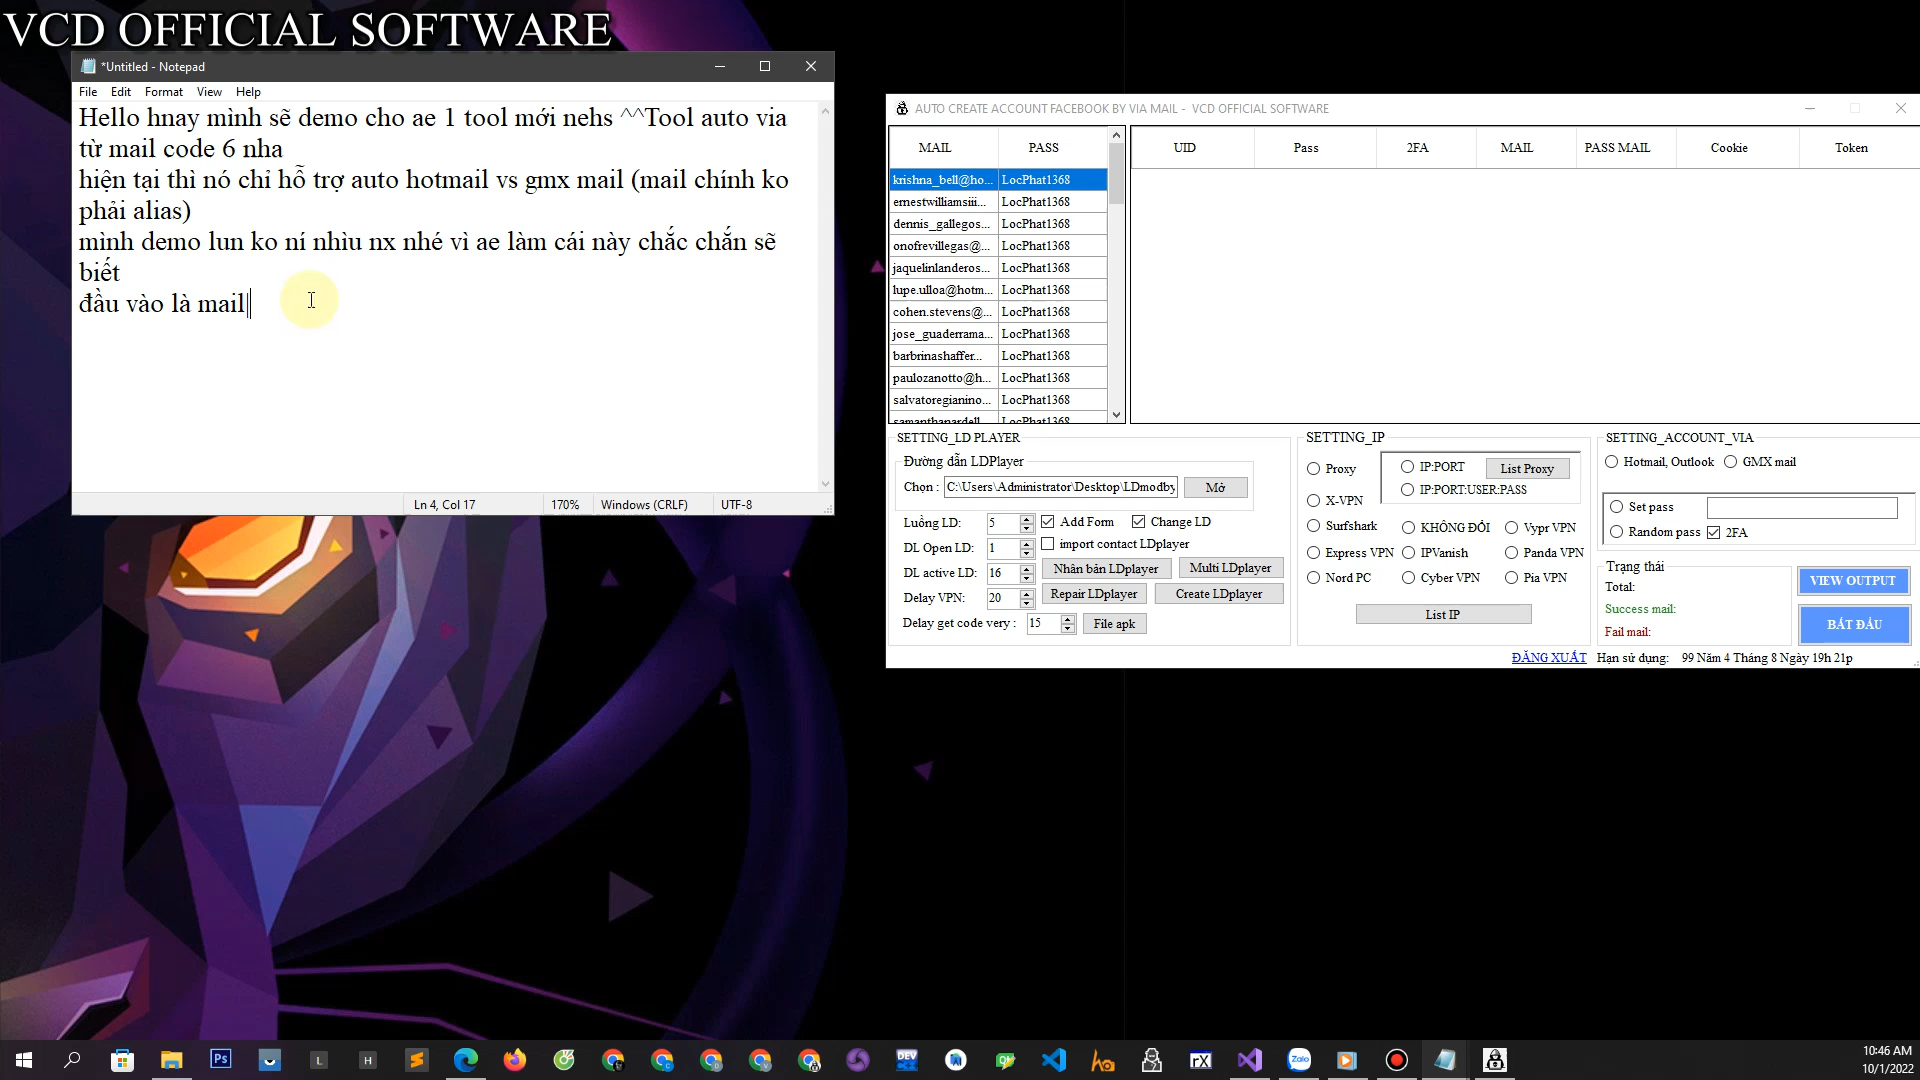 VCD OFFICIAL SOFTWARE
*Untitled - Notepad
File Edit Format View Help
Hello hnay mình sẽ demo cho ae 1 tool mới nehs ^^Tool auto via
từ mail code 6 nha
hiện tại thì nó chỉ hỗ trợ auto hotmail vs gmx mail (mail chính ko
phải alias)
mình demo lun ko ní nhìu nx nhé vì ae làm cái này chắc chắn sẽ
biết
đầu vào là mail|
Ln 4, Col 17 170% Windows (CRLF) UTF-8
AUTO CREATE ACCOUNT FACEBOOK BY VIA MAIL - VCD OFFICIAL SOFTWARE
MAIL PASS
krishna_bell@ho... LocPhat1368
ernestwilliamsiii... LocPhat1368
dennis_gallegos... LocPhat1368
onofrevillegas@... LocPhat1368
jaquelinlanderos... LocPhat1368
lupe.ulloa@hotm... LocPhat1368
cohen.stevens@... LocPhat1368
jose_guaderrama... LocPhat1368
barbrinashaffer... LocPhat1368
paulozanotto@h... LocPhat1368
salvatoregianino... LocPhat1368
samanthanardell... LocPhat1368
UID Pass 2FA MAIL PASS MAIL Cookie Token
SETTING_LD PLAYER
Đường dẫn LDPlayer
Chọn : C:\Users\Administrator\Desktop\LDmodby Mở
Luồng LD: 5 Add Form Change LD
DL Open LD: 1 import contact LDplayer
DL active LD: 16 Nhân bản LDplayer Multi LDplayer
Delay VPN: 20 Repair LDplayer Create LDplayer
Delay get code very : 15 File apk
SETTING_IP
Proxy IP:PORT List Proxy
IP:PORT:USER:PASS
X-VPN
Surfshark KHÔNG ĐỔI Vypr VPN
Express VPN IPVanish Panda VPN
Nord PC Cyber VPN Pia VPN
List IP
SETTING_ACCOUNT_VIA
Hotmail, Outlook GMX mail
Set pass
Random pass 2FA
Trạng thái
Total:
Success mail:
Fail mail:
VIEW OUTPUT
BẮT ĐẦU
ĐĂNG XUẤT Hạn sử dụng: 99 Năm 4 Tháng 8 Ngày 19h 21p
10:46 AM
10/1/2022